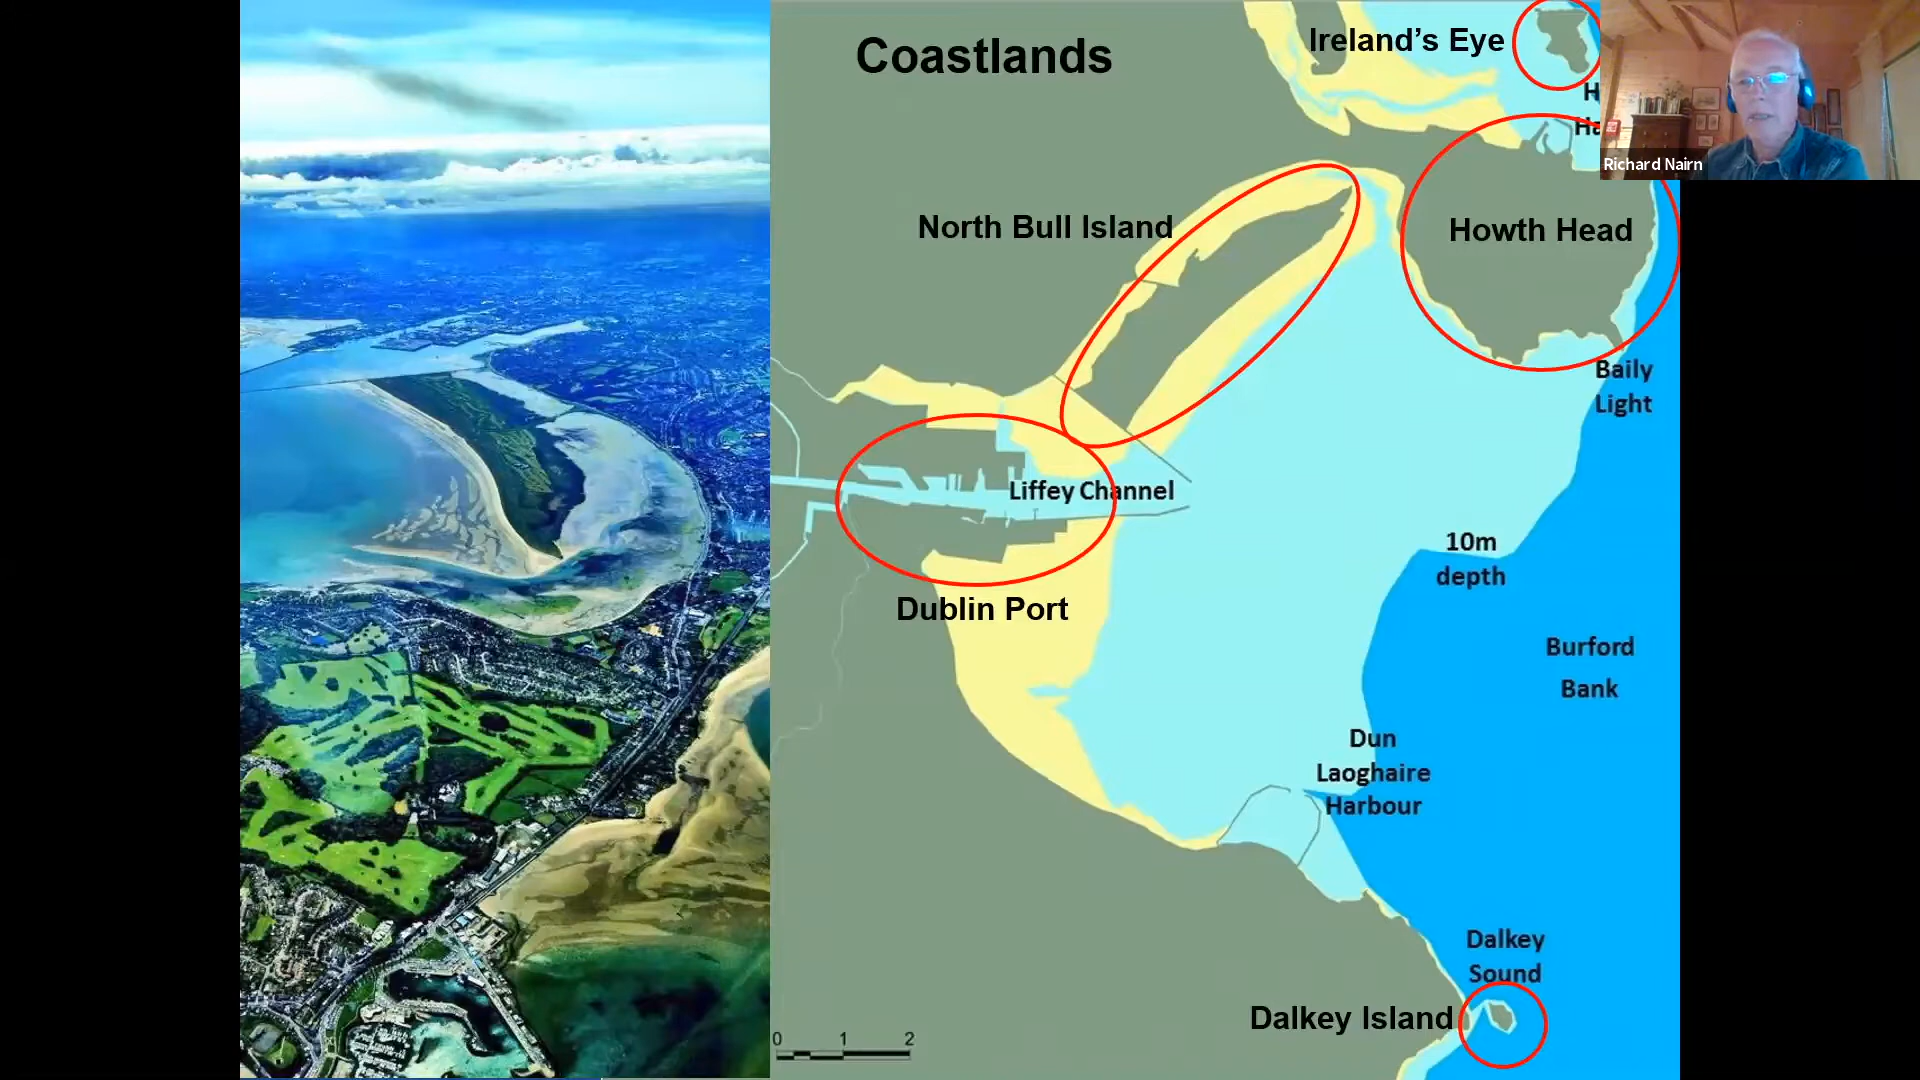 Coastlands
Ireland's Eye
Richard Nairn
North Bull Island
Howth Head
Baily
Light
Liffey Channel
10m
depth
Dublin Port
Burford
Bank
Dun
Laoghaire
Harbour
Dalkey
Sound
Dalkey Island
0 1 2